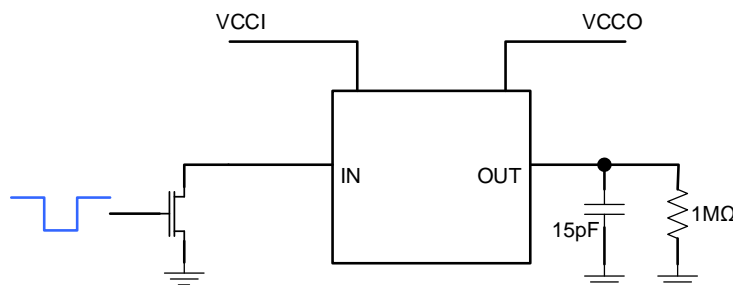 VCCI
VCCO
IN
OUT
15pF
1MΩ